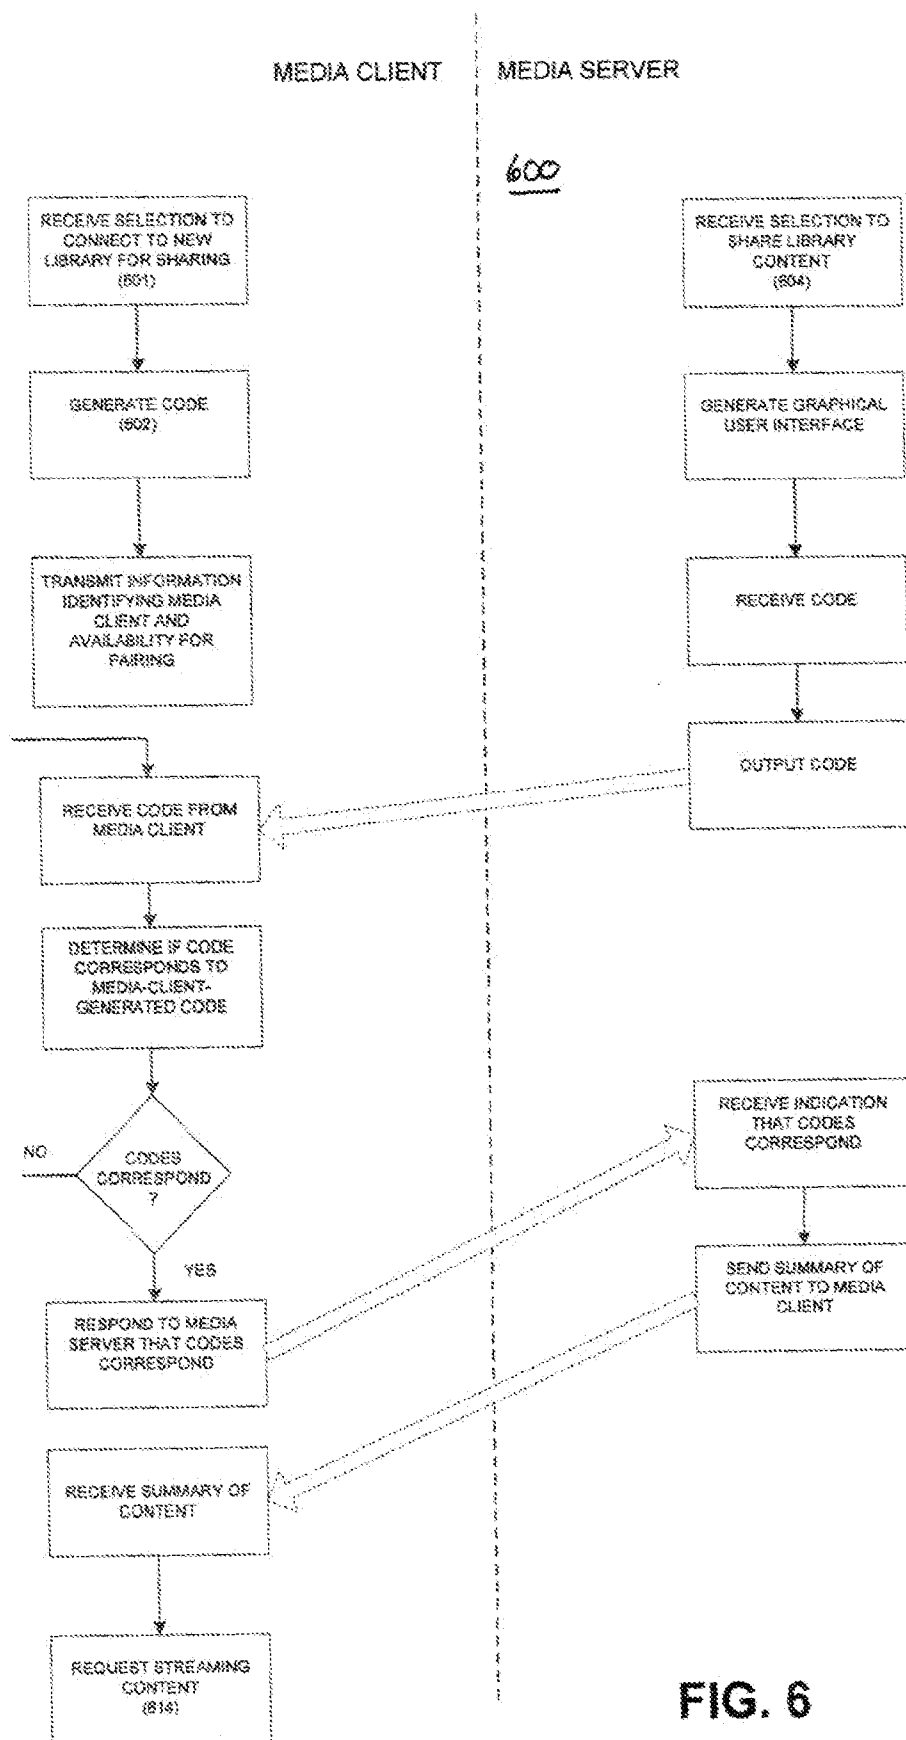 MEDIA CLIENT
MEDIA SERVER
600
RECEIVE SELECTION TO
CONNECT TO NEW
LIBRARY FOR SHARING
(601)
GENERATE CODE
(602)
TRANSMIT INFORMATION
IDENTIFYING MEDIA
CLIENT AND
AVAILABILITY FOR
PAIRING
RECEIVE CODE FROM
MEDIA CLIENT
DETERMINE IF CODE
CORRESPONDS TO
MEDIA-CLIENT-
GENERATED CODE
NO
CODES
CORRESPOND
?
YES
RESPOND TO MEDIA
SERVER THAT CODES
CORRESPOND
RECEIVE SUMMARY OF
CONTENT
REQUEST STREAMING
CONTENT
(614)
RECEIVE SELECTION TO
SHARE LIBRARY
CONTENT
(604)
GENERATE GRAPHICAL
USER INTERFACE
RECEIVE CODE
OUTPUT CODE
RECEIVE INDICATION
THAT CODES
CORRESPOND
SEND SUMMARY OF
CONTENT TO MEDIA
CLIENT
FIG. 6